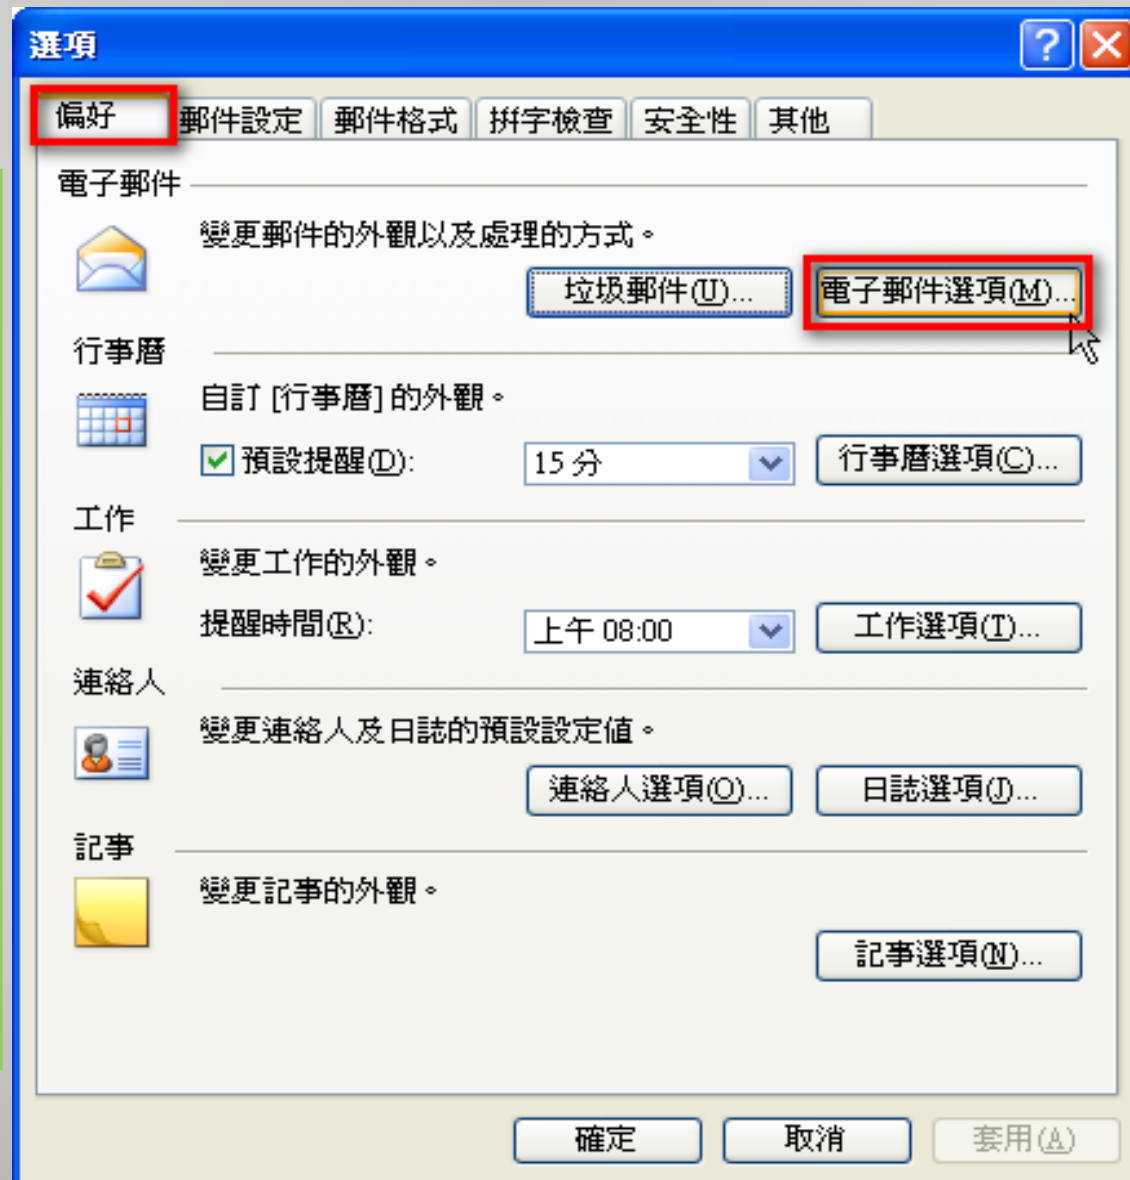 選項
偏好 郵件設定 郵件格式 拼字檢查 安全性 其他
電子郵件
變更郵件的外觀以及處理的方式。
垃圾郵件(U)... 電子郵件選項(M)...
行事曆
自訂 [行事曆] 的外觀。
預設提醒(D): 15 分 行事曆選項(C)...
工作
變更工作的外觀。
提醒時間(R): 上午 08:00 工作選項(T)...
連絡人
變更連絡人及日誌的預設設定值。
連絡人選項(O)... 日誌選項(J)...
記事
變更記事的外觀。
記事選項(N)...
確定 取消 套用(A)